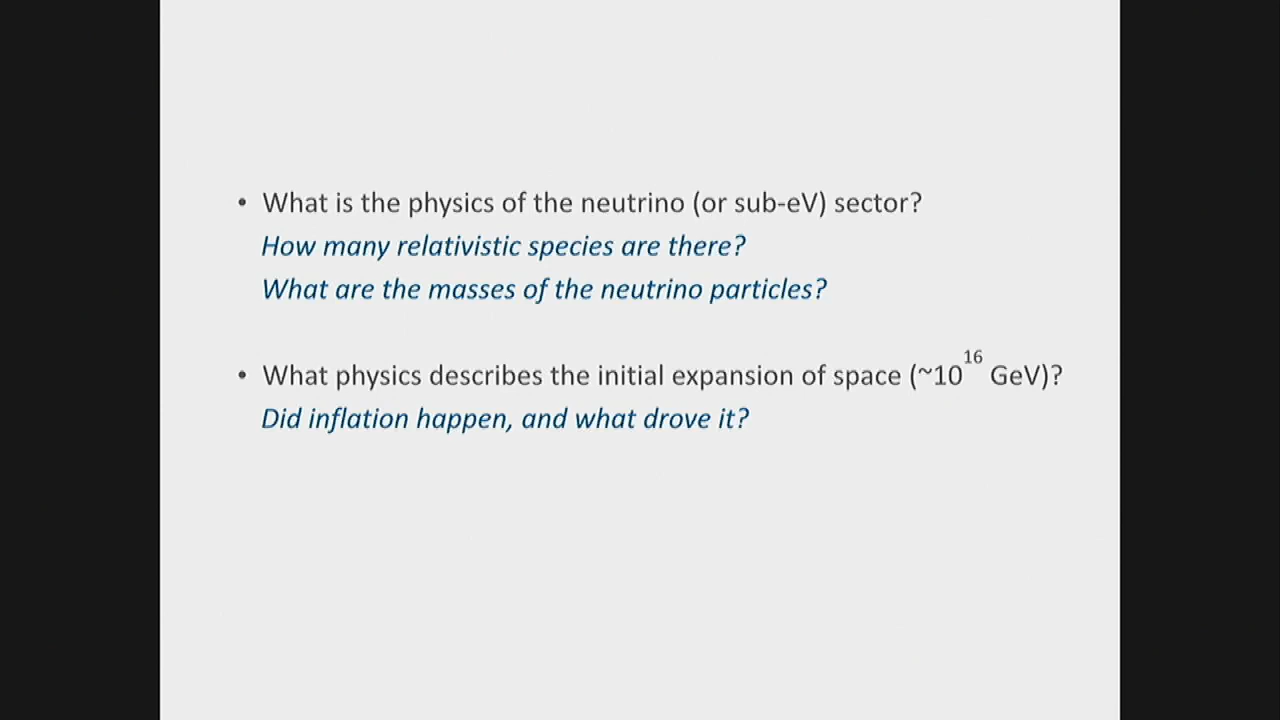 • What is the physics of the neutrino (or sub-eV) sector?
How many relativistic species are there?
What are the masses of the neutrino particles?
• What physics describes the initial expansion of space (~10^16 GeV)?
Did inflation happen, and what drove it?